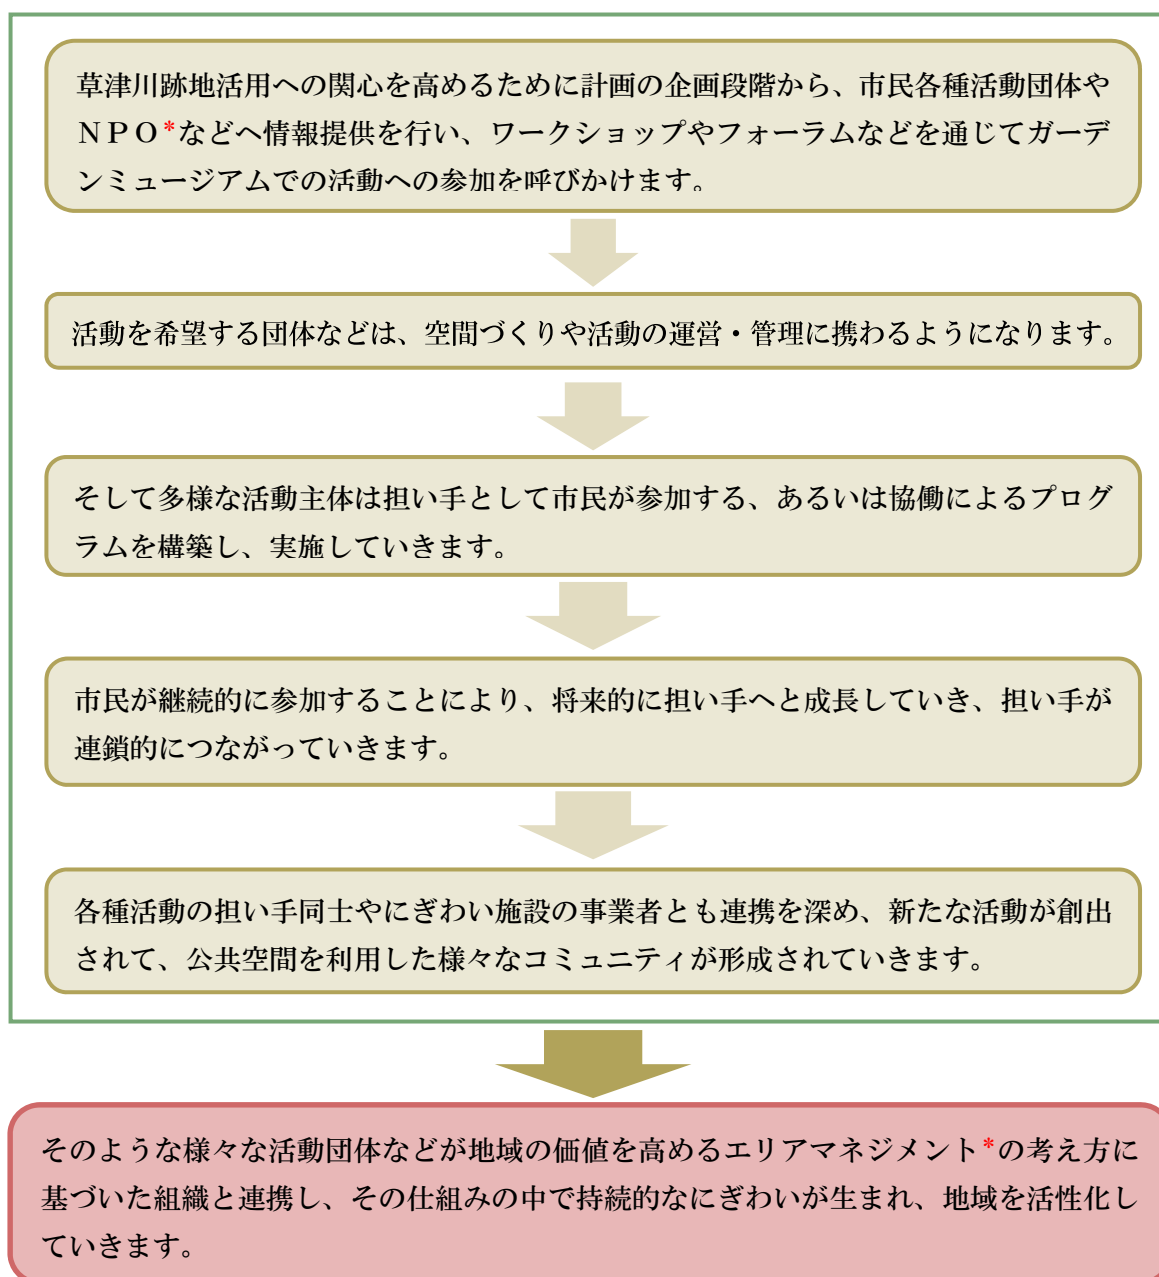 草津川跡地活用への関心を高めるために計画の企画段階から、市民各種活動団体や
ＮＰＯ*などへ情報提供を行い、ワークショップやフォーラムなどを通じてガーデ
ンミュージアムでの活動への参加を呼びかけます。
活動を希望する団体などは、空間づくりや活動の運営・管理に携わるようになります。
そして多様な活動主体は担い手として市民が参加する、あるいは協働によるプログ
ラムを構築し、実施していきます。
市民が継続的に参加することにより、将来的に担い手へと成長していき、担い手が
連鎖的につながっていきます。
各種活動の担い手同士やにぎわい施設の事業者とも連携を深め、新たな活動が創出
されて、公共空間を利用した様々なコミュニティが形成されていきます。
そのような様々な活動団体などが地域の価値を高めるエリアマネジメント*の考え方に
基づいた組織と連携し、その仕組みの中で持続的なにぎわいが生まれ、地域を活性化し
ていきます。